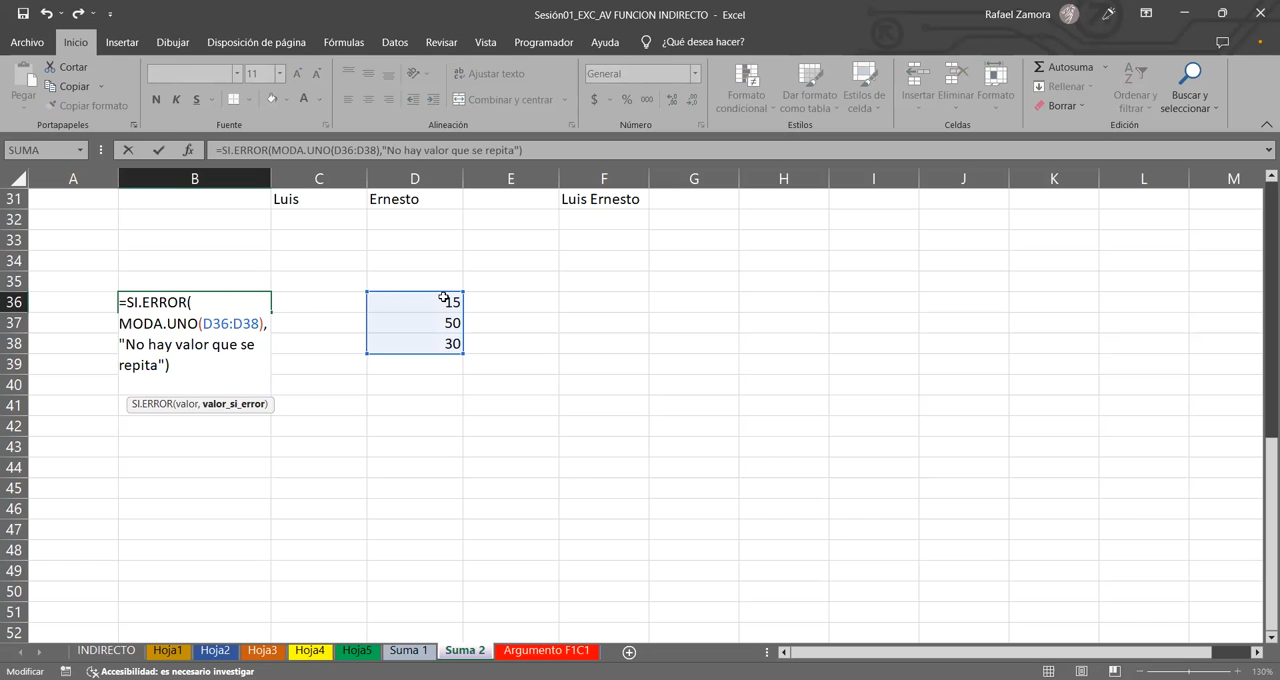 Sesión01_EXC_AV FUNCION INDIRECTO - Excel
Rafael Zamora
Archivo Inicio Insertar Dibujar Disposición de página Fórmulas Datos Revisar Vista Programador Ayuda ¿Qué desea hacer?
Pegar
Cortar
Copiar
Copiar formato
Portapapeles
11
N K S
Fuente
Ajustar texto
Combinar y centrar
Alineación
General
$ % 000
Número
Formato condicional
Dar formato como tabla
Estilos de celda
Estilos
Insertar Eliminar Formato
Celdas
Autosuma
Rellenar
Borrar
Ordenar y filtrar
Buscar y seleccionar
Edición
SUMA
fx
=SI.ERROR(MODA.UNO(D36:D38),"No hay valor que se repita")
A B C D E F G H I J K L M
31 Luis Ernesto Luis Ernesto
32
33
34
35
36 =SI.ERROR( 15
37 MODA.UNO(D36:D38), 50
38 "No hay valor que se 30
39 repita")
40
41 SI.ERROR(valor, valor_si_error)
42
43
44
45
46
47
48
49
50
51
52
INDIRECTO Hoja1 Hoja2 Hoja3 Hoja4 Hoja5 Suma 1 Suma 2 Argumento F1C1
Modificar Accesibilidad: es necesario investigar 130%